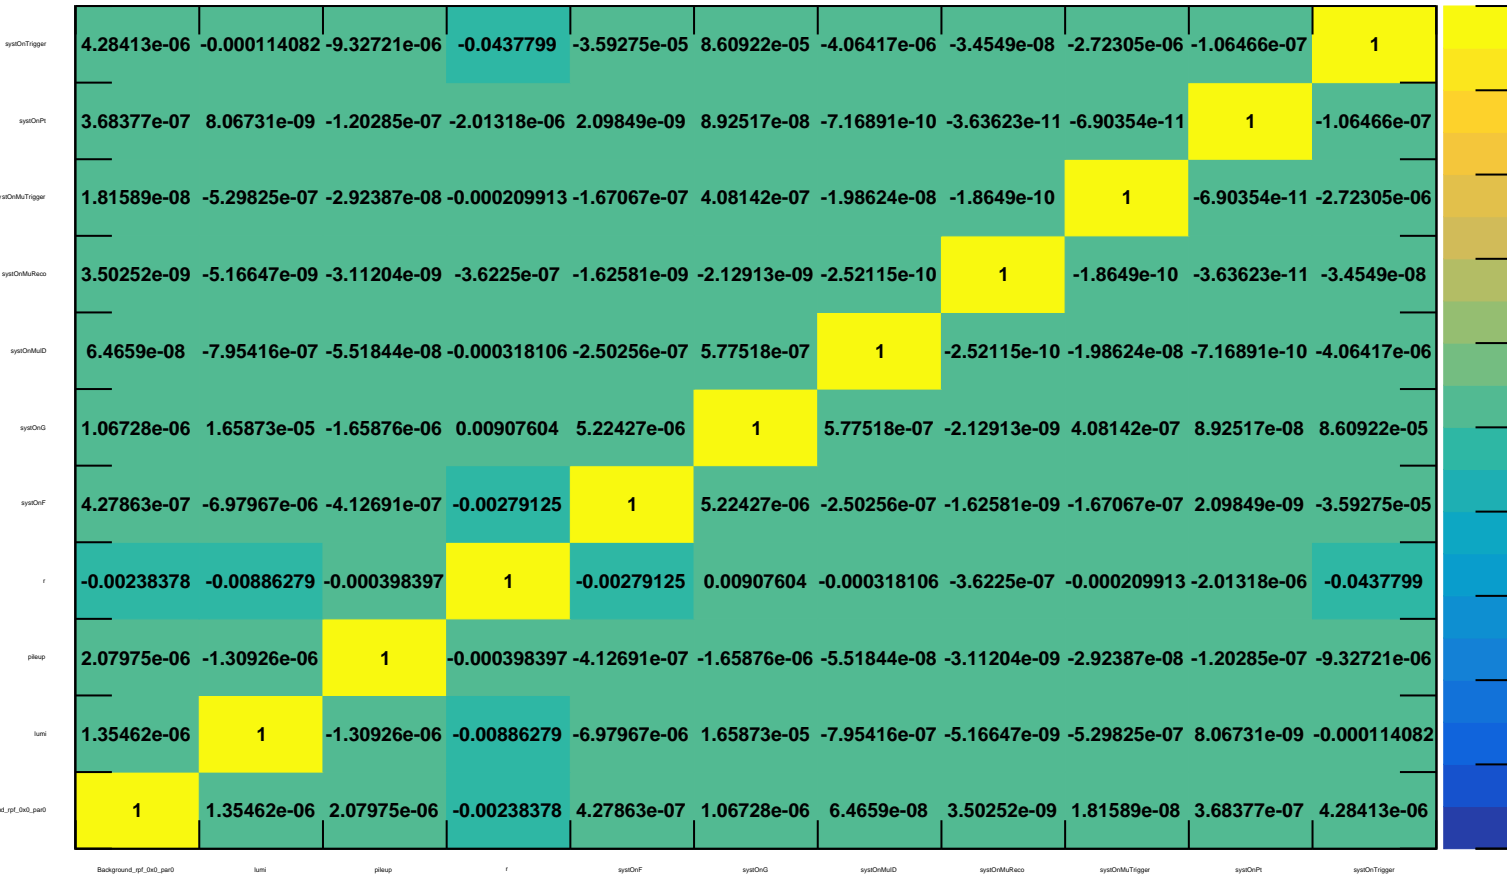 systOnTrigger 4.28413e-06 -0.000114082 -9.32721e-06 -0.0437799 -3.59275e-05 8.60922e-05 -4.06417e-06 -3.4549e-08 -2.72305e-06 -1.06466e-07 1
systOnPt 3.68377e-07 8.06731e-09 -1.20285e-07 -2.01318e-06 2.09849e-09 8.92517e-08 -7.16891e-10 -3.63623e-11 -6.90354e-11 1 -1.06466e-07
stOnMuTrigger 1.81589e-08 -5.29825e-07 -2.92387e-08 -0.000209913 -1.67067e-07 4.08142e-07 -1.98624e-08 -1.8649e-10 1 -6.90354e-11 -2.72305e-06
systOnMuReco 3.50252e-09 -5.16647e-09 -3.11204e-09 -3.6225e-07 -1.62581e-09 -2.12913e-09 -2.52115e-10 1 -1.8649e-10 -3.63623e-11 -3.4549e-08
systOnMuID 6.4659e-08 -7.95416e-07 -5.51844e-08 -0.000318106 -2.50256e-07 5.77518e-07 1 -2.52115e-10 -1.98624e-08 -7.16891e-10 -4.06417e-06
systOnG 1.06728e-06 1.65873e-05 -1.65876e-06 0.00907604 5.22427e-06 1 5.77518e-07 -2.12913e-09 4.08142e-07 8.92517e-08 8.60922e-05
systOnF 4.27863e-07 -6.97967e-06 -4.12691e-07 -0.00279125 1 5.22427e-06 -2.50256e-07 -1.62581e-09 -1.67067e-07 2.09849e-09 -3.59275e-05
r -0.00238378 -0.00886279 -0.000398397 1 -0.00279125 0.00907604 -0.000318106 -3.6225e-07 -0.000209913 -2.01318e-06 -0.0437799
pileup 2.07975e-06 -1.30926e-06 1 -0.000398397 -4.12691e-07 -1.65876e-06 -5.51844e-08 -3.11204e-09 -2.92387e-08 -1.20285e-07 -9.32721e-06
lumi 1.35462e-06 1 -1.30926e-06 -0.00886279 -6.97967e-06 1.65873e-05 -7.95416e-07 -5.16647e-09 -5.29825e-07 8.06731e-09 -0.000114082
d_rpf_0x0_par0 1 1.35462e-06 2.07975e-06 -0.00238378 4.27863e-07 1.06728e-06 6.4659e-08 3.50252e-09 1.81589e-08 3.68377e-07 4.28413e-06
Background_rpf_0x0_par0 lumi pileup r systOnF systOnG systOnMuID systOnMuReco systOnMuTrigger systOnPt systOnTrigger